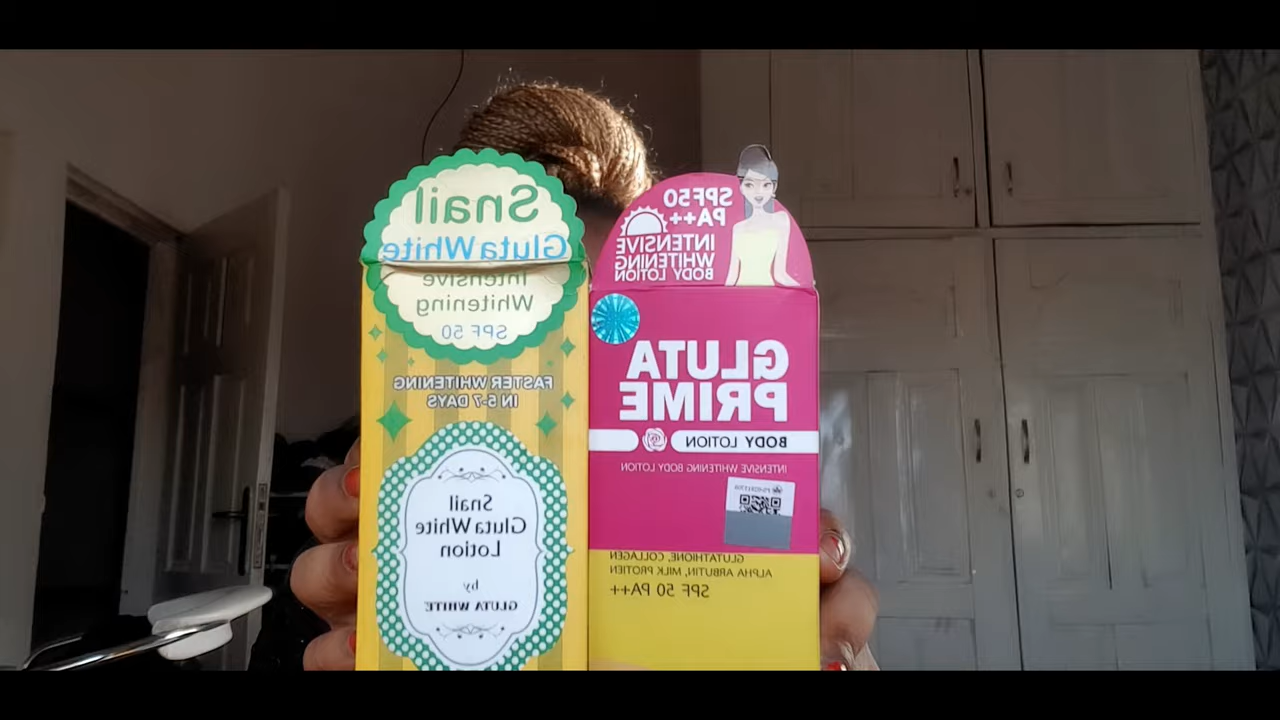 Snail
GlutaWhite
Intensive
Whitening
SPF 50
FASTER WHITENING
IN 5-7 DAYS
Snail
Gluta White
Lotion
by
GLUTA WHITE
SPF50
PA++
INTENSIVE
WHITENING
BODY LOTION
GLUTA
PRIME
BODY LOTION
INTENSIVE WHITENING BODY LOTION
GLUTATHIONE, COLLAGEN
ALPHA ARBUTIN, MILK PROTIEN
SPF 50 PA++